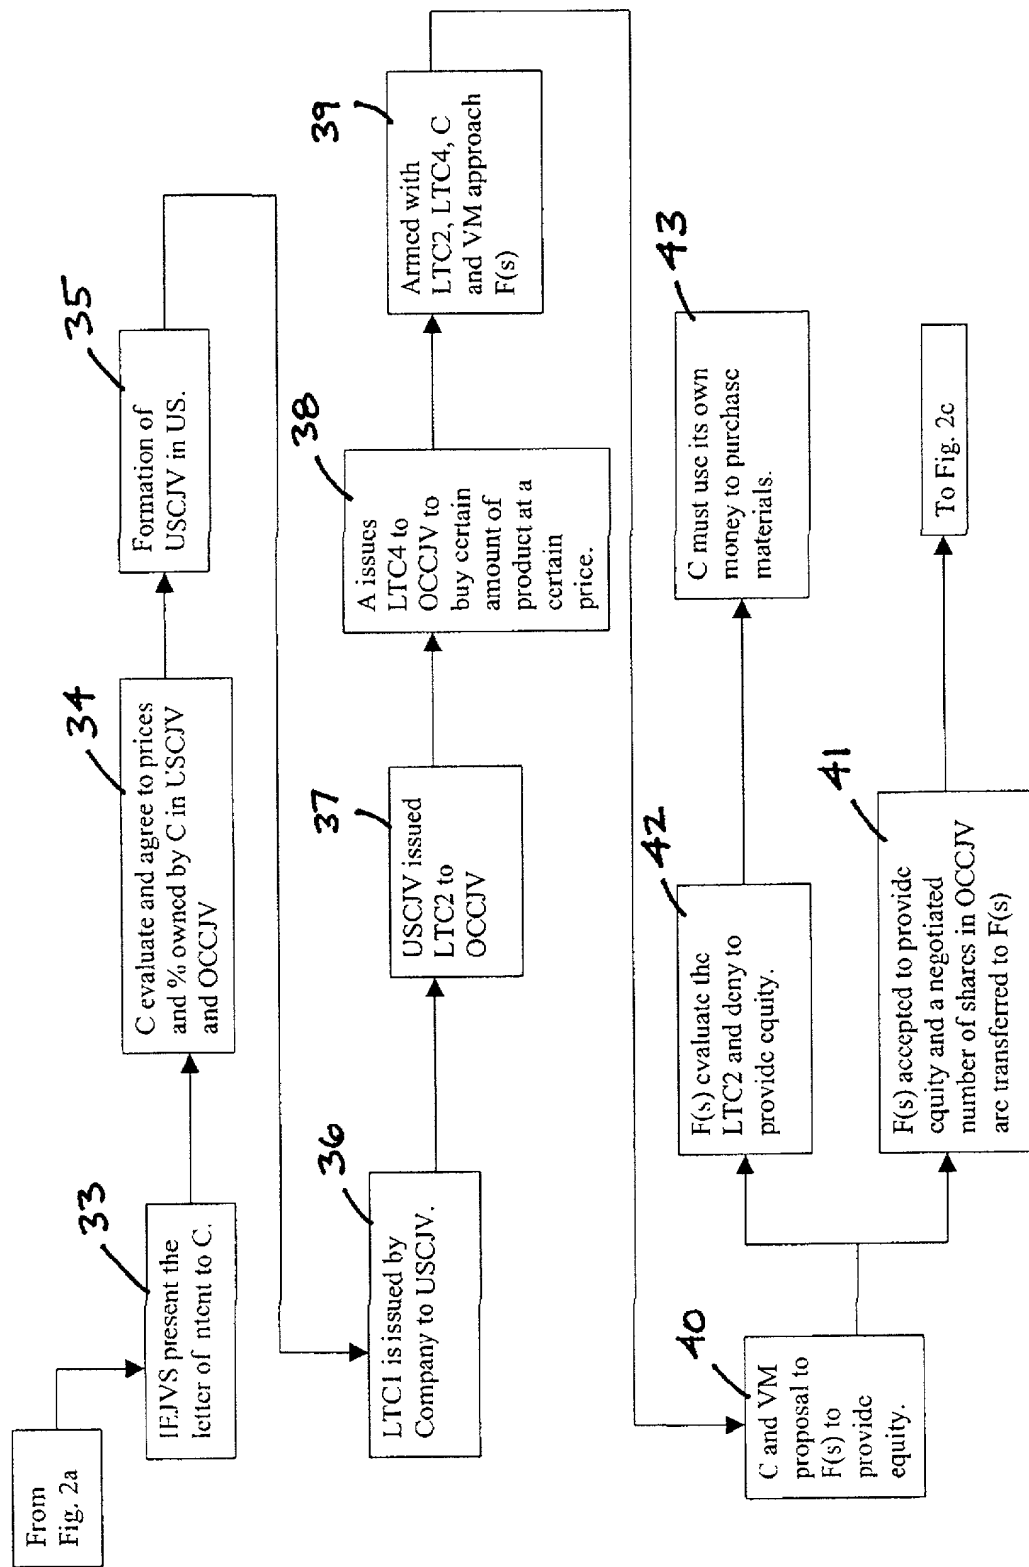 From
Fig. 2a
33
IEJVS present the
letter of ntent to C.
34
C evaluate and agree to prices
and % owned by C in USCJV
and OCCJV
35
Formation of
USCJV in US.
36
LTC1 is issued by
Company to USCJV.
37
USCJV issued
LTC2 to
OCCJV
38
A issues
LTC4 to
OCCJV to
buy certain
amount of
product at a
certain
price.
39
Armed with
LTC2, LTC4, C
and VM approach
F(s)
40
C and VM
proposal to
F(s) to
provide
equity.
42
F(s) evaluate the
LTC2 and deny to
provide equity.
43
C must use its own
money to purchase
materials.
41
F(s) accepted to provide
equity and a negotiated
number of shares in OCCJV
are transferred to F(s)
To Fig. 2c